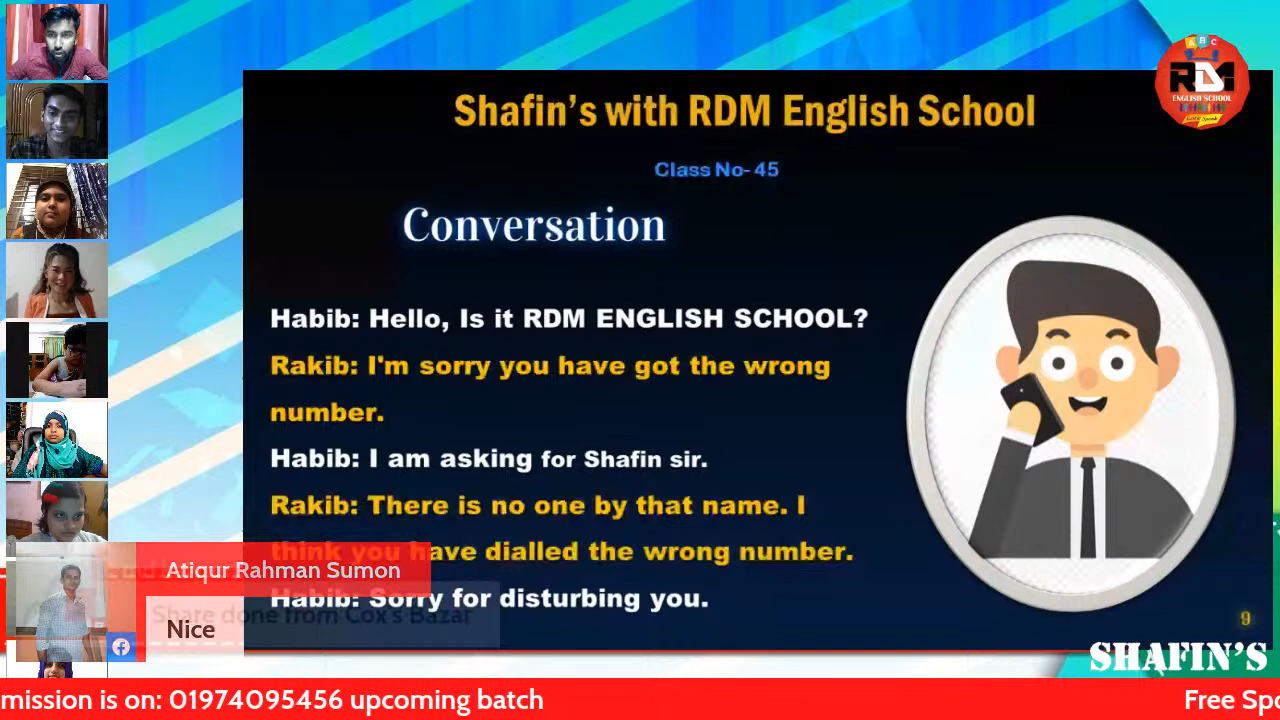 A B C
RDM
ENGLISH SCHOOL
Shafin's with RDM English School
Class No- 45
Conversation
Habib: Hello, Is it RDM ENGLISH SCHOOL?
Rakib: I'm sorry you have got the wrong
number.
Habib: I am asking for Shafin sir.
Rakib: There is no one by that name. I
think you have dialled the wrong number.
Habib: Sorry for disturbing you.
9
Atiqur Rahman Sumon
Share done from Cox's Bazar
Nice
SHAFIN'S
mission is on: 01974095456 upcoming batch
Free Spo